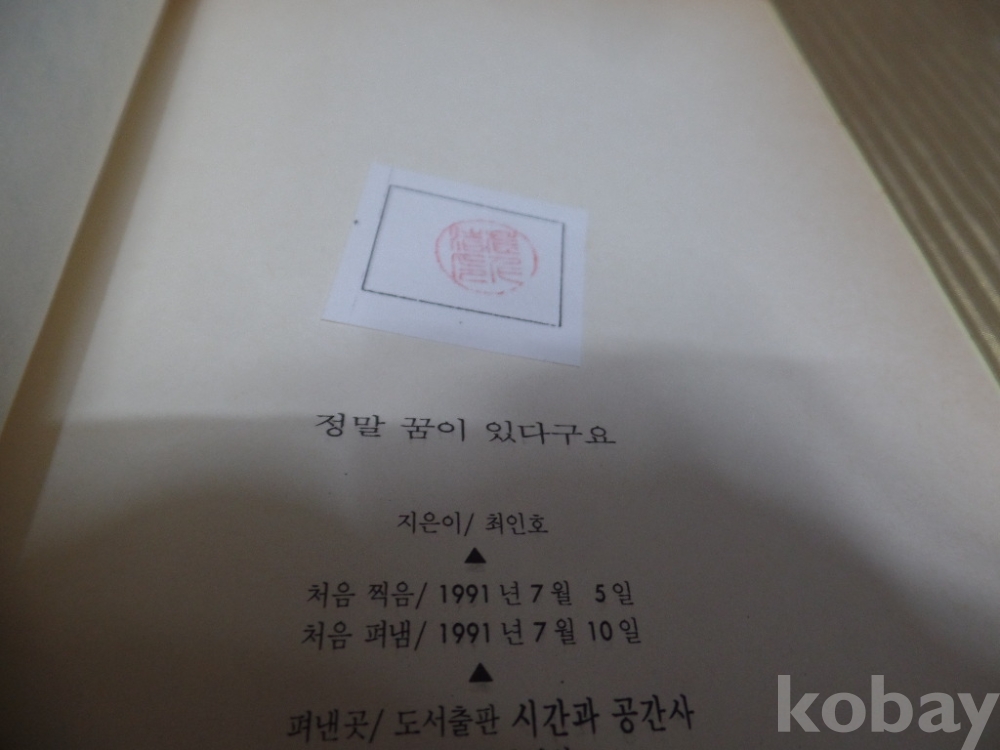 정말 꿈이 있다구요
지은이/ 최인호
▲
처음 찍음/ 1991년 7월 5일
처음 펴냄/ 1991년 7월 10일
▲
펴낸곳/ 도서출판 시간과 공간사
kobay